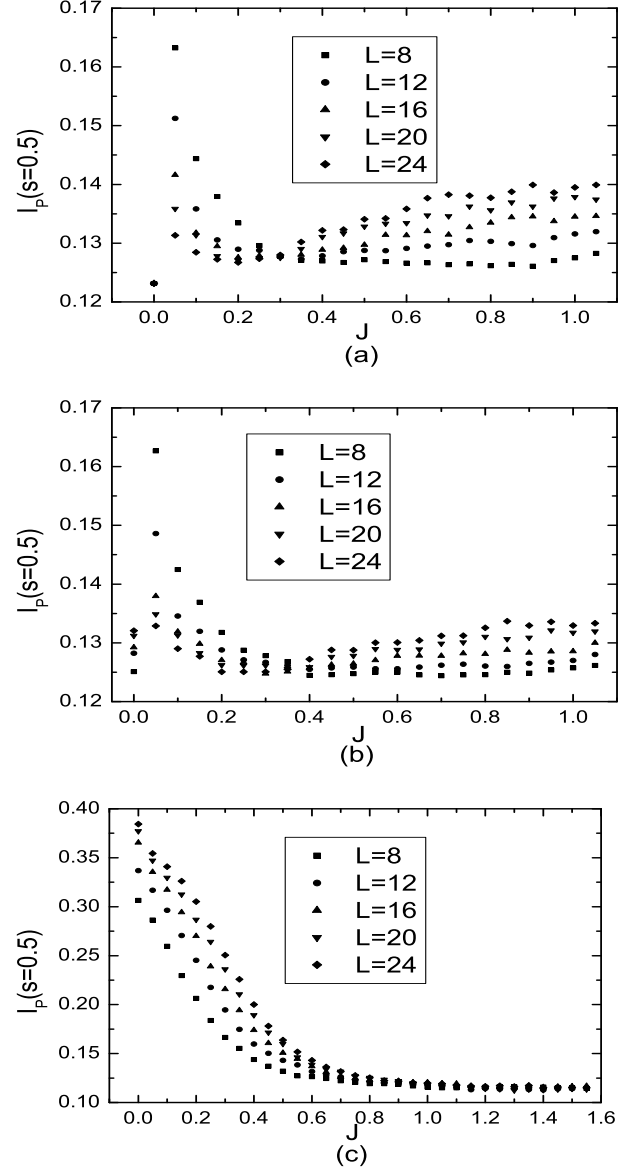 0.17
0.16
0.15
0.14
0.13
0.12
I_P(s=0.5)
L=8
L=12
L=16
L=20
L=24
0.0 0.2 0.4 0.6 0.8 1.0
J
(a)
0.17
0.16
0.15
0.14
0.13
0.12
I_P(s=0.5)
L=8
L=12
L=16
L=20
L=24
0.0 0.2 0.4 0.6 0.8 1.0
J
(b)
0.40
0.35
0.30
0.25
0.20
0.15
0.10
I_P(s=0.5)
L=8
L=12
L=16
L=20
L=24
0.0 0.2 0.4 0.6 0.8 1.0 1.2 1.4 1.6
J
(c)